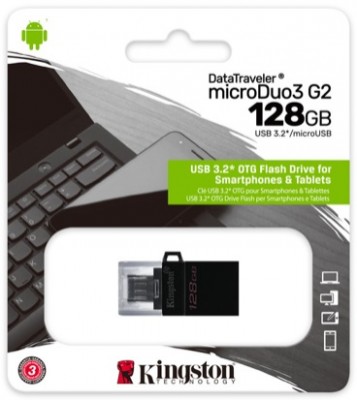 DataTraveler®
microDuo3 G2
128GB
USB 3.2*/microUSB
USB 3.2* OTG Flash Drive for
Smartphones & Tablets
Clé USB 3.2* OTG pour Smartphones & Tablettes
USB 3.2* OTG Drive Flash per Smartphones e Tablets
Kingston
128GB
3
Kingston
TECHNOLOGY